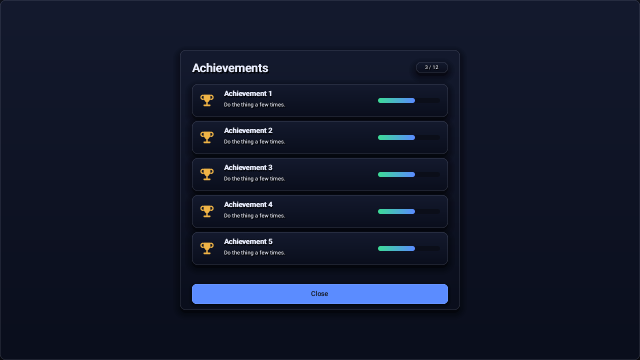 Achievements
3 / 12
Achievement 1
Do the thing a few times.
Achievement 2
Do the thing a few times.
Achievement 3
Do the thing a few times.
Achievement 4
Do the thing a few times.
Achievement 5
Do the thing a few times.
Close